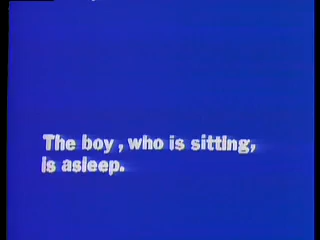 The boy, who is sitting,
is asleep.